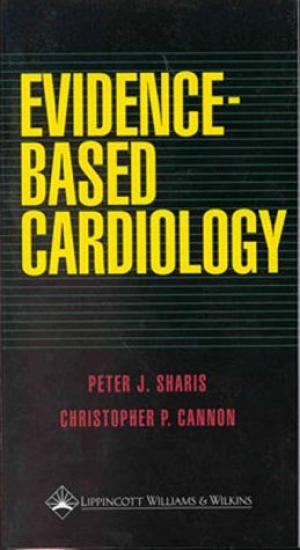 EVIDENCE-
BASED
CARDIOLOGY
PETER J. SHARIS
CHRISTOPHER P. CANNON
LIPPINCOTT WILLIAMS & WILKINS